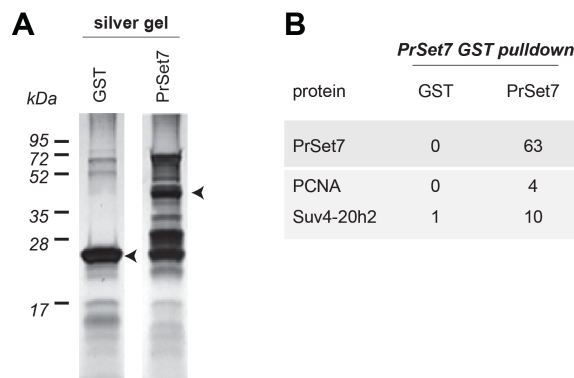 A
silver gel
kDa
GST
PrSet7
95
72
52
35
28
17
B
PrSet7 GST pulldown
protein GST PrSet7
PrSet7 0 63
PCNA 0 4
Suv4-20h2 1 10